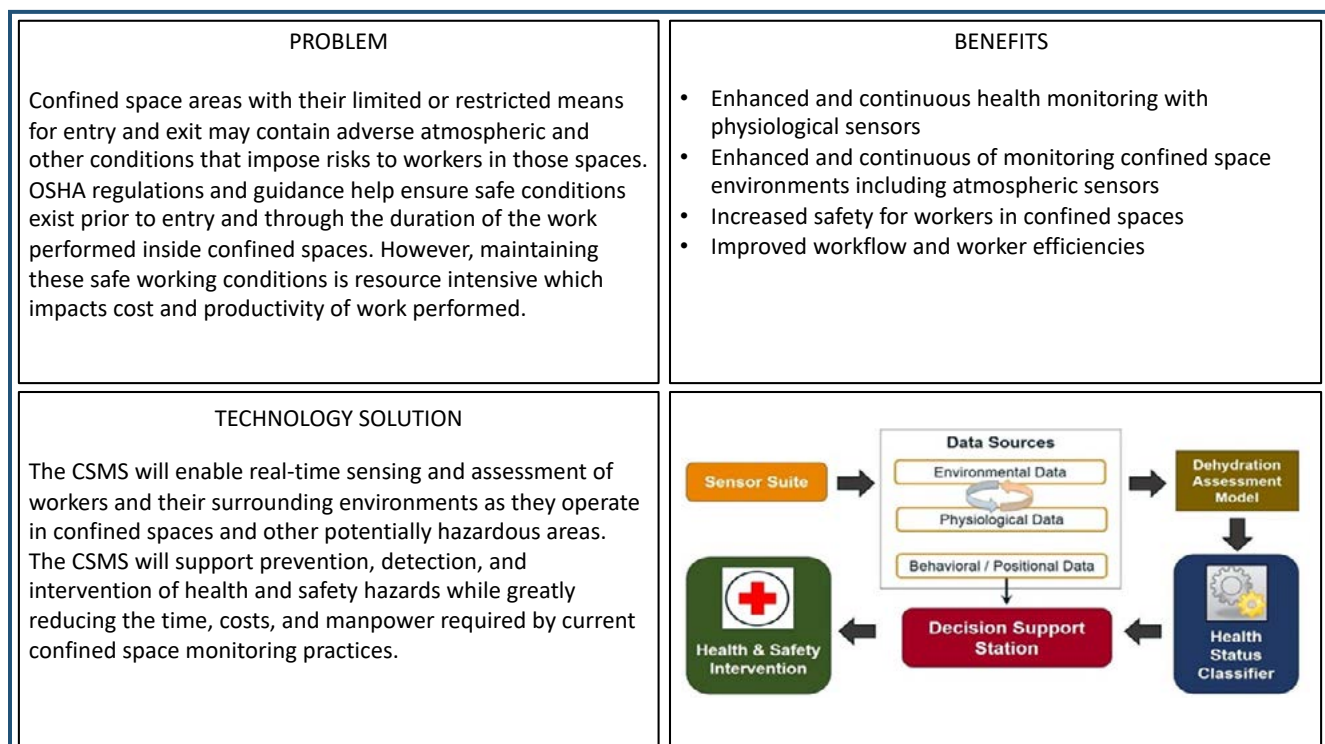 PROBLEM
Confined space areas with their limited or restricted means
for entry and exit may contain adverse atmospheric and
other conditions that impose risks to workers in those spaces.
OSHA regulations and guidance help ensure safe conditions
exist prior to entry and through the duration of the work
performed inside confined spaces. However, maintaining
these safe working conditions is resource intensive which
impacts cost and productivity of work performed.
BENEFITS
• Enhanced and continuous health monitoring with
physiological sensors
• Enhanced and continuous of monitoring confined space
environments including atmospheric sensors
• Increased safety for workers in confined spaces
• Improved workflow and worker efficiencies
TECHNOLOGY SOLUTION
The CSMS will enable real-time sensing and assessment of
workers and their surrounding environments as they operate
in confined spaces and other potentially hazardous areas.
The CSMS will support prevention, detection, and
intervention of health and safety hazards while greatly
reducing the time, costs, and manpower required by current
confined space monitoring practices.
Sensor Suite
Data Sources
Environmental Data
Physiological Data
Behavioral / Positional Data
Dehydration
Assessment
Model
Health
Status
Classifier
Decision Support
Station
Health & Safety
Intervention